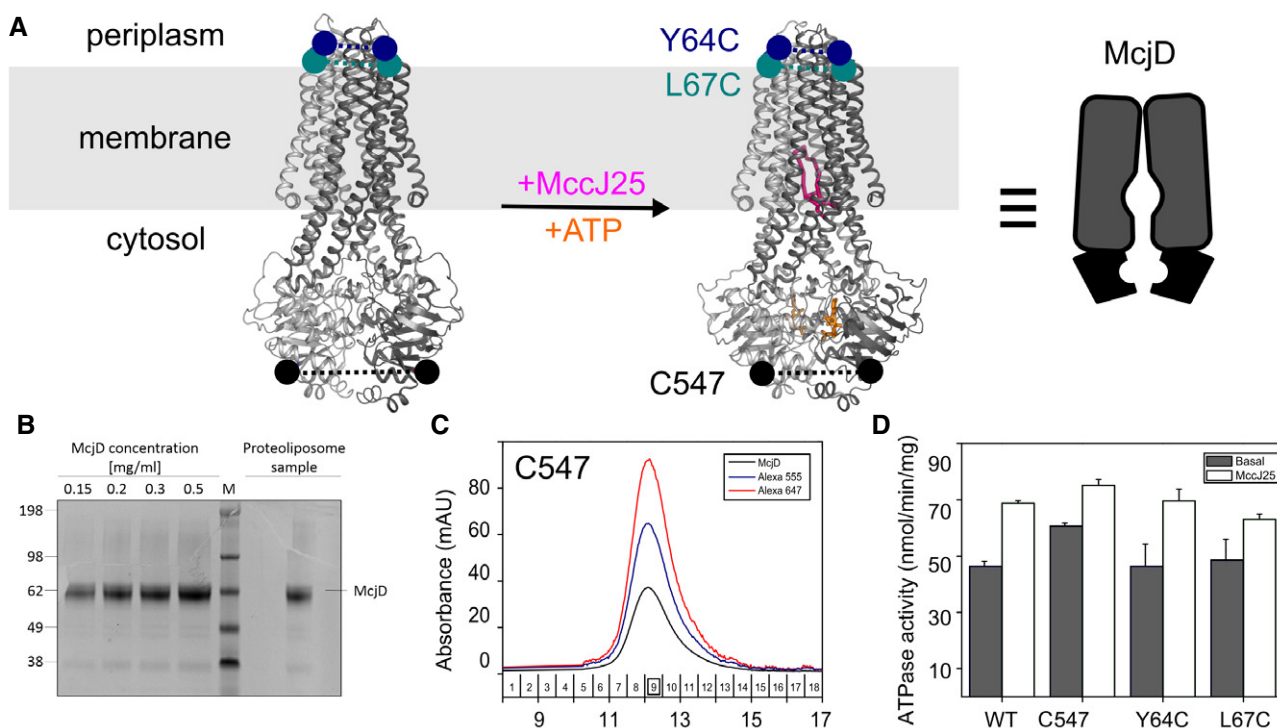 A
periplasm
membrane
cytosol
+MccJ25
+ATP
Y64C
L67C
C547
McjD
B
McjD concentration
[mg/ml]
Proteoliposome
sample
0.15 0.2 0.3 0.5 M
198
98
62
49
38
McjD
C
C547
McjD
Alexa 555
Alexa 647
Absorbance (mAU)
80
60
40
20
0
1 2 3 4 5 6 7 8 9 10 11 12 13 14 15 16 17 18
9 11 13 15 17
D
Basal
MccJ25
ATPase activity (nmol/min/mg)
90
70
50
30
10
WT C547 Y64C L67C